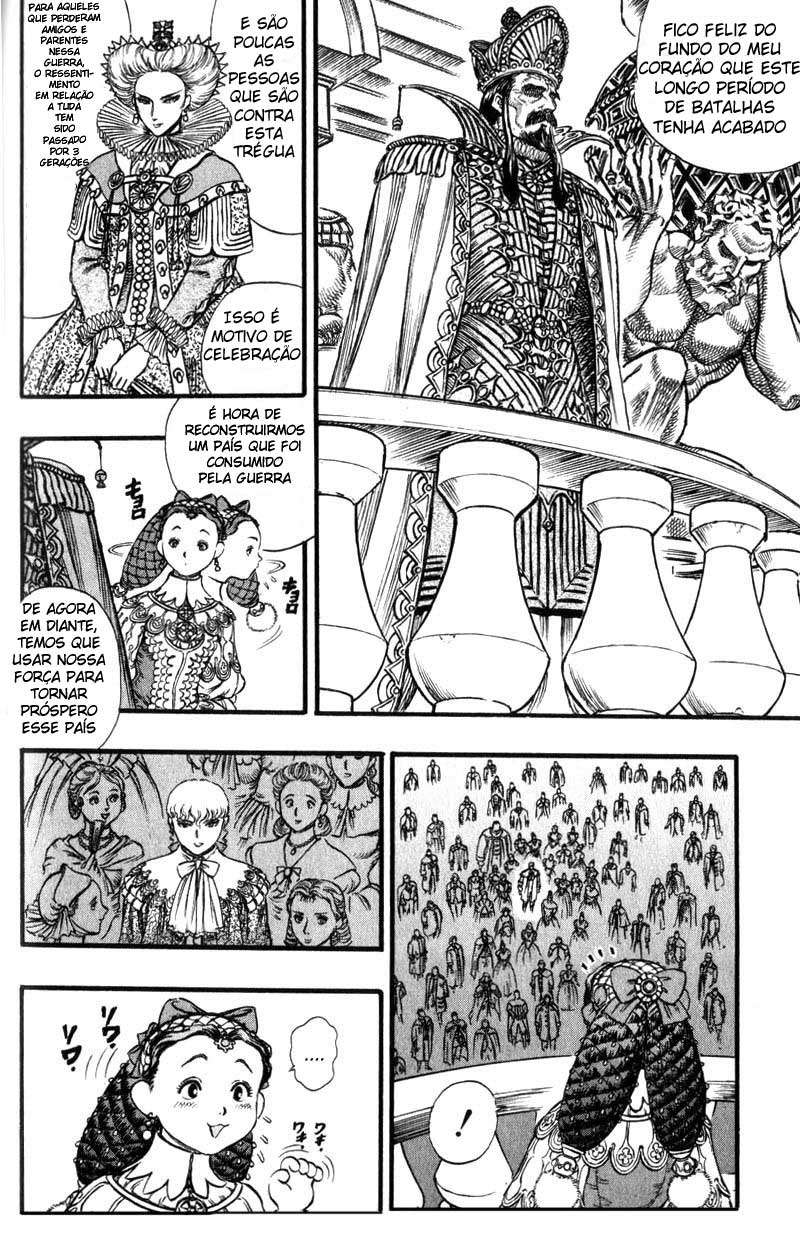 FICO FELIZ DO
FUNDO DO MEU
CORAÇÃO QUE ESTE
LONGO PERÍODO
DE BATALHAS
TENHA ACABADO
E SÃO
POUCAS
AS
PESSOAS
QUE SÃO
CONTRA
ESTA
TRÉGUA
PARA AQUELES
QUE PERDERAM
AMIGOS E
PARENTES
NESSA
GUERRA,
O RESSENTI-
MENTO
EM RELAÇÃO
A TUDA
TEM
SIDO
PASSADO
POR 3
GERAÇÕES
ISSO É
MOTIVO DE
CELEBRAÇÃO
É HORA DE
RECONSTRUIRMOS
UM PAÍS QUE FOI
CONSUMIDO
PELA GUERRA
キョロ
キョロ
DE AGORA
EM DIANTE,
TEMOS QUE
USAR NOSSA
FORÇA PARA
TORNAR
PRÓSPERO
ESSE PAÍS
!
....
ワキ.
ワキ.